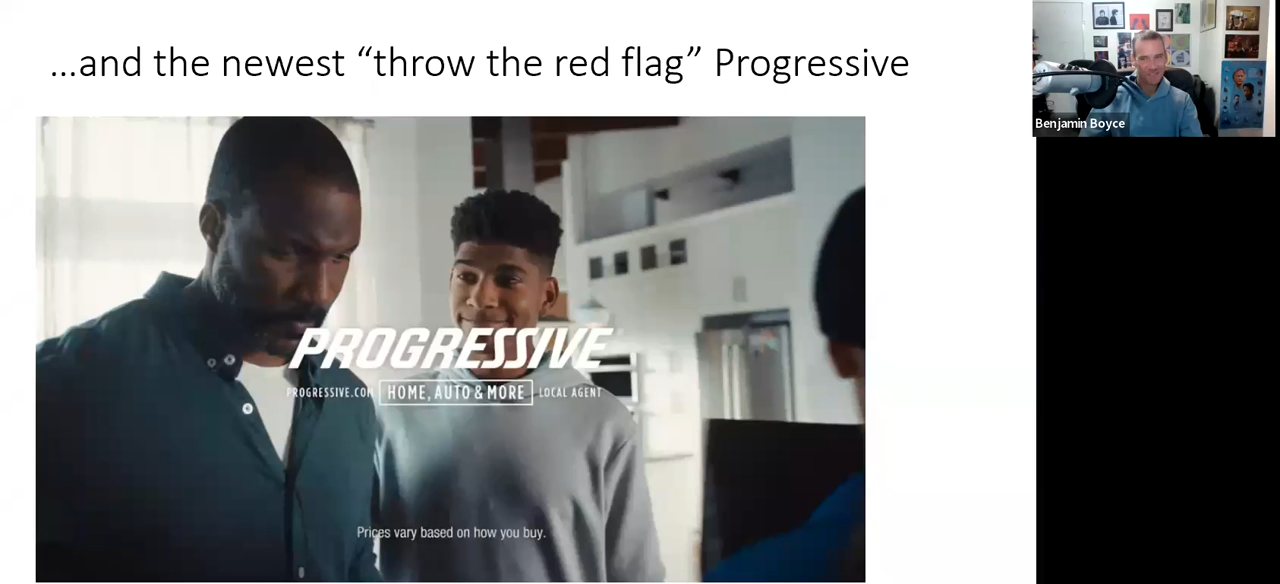 …and the newest “throw the red flag” Progressive
Benjamin Boyce
PROGRESSIVE
PROGRESSIVE.COM HOME, AUTO & MORE LOCAL AGENT
Prices vary based on how you buy.